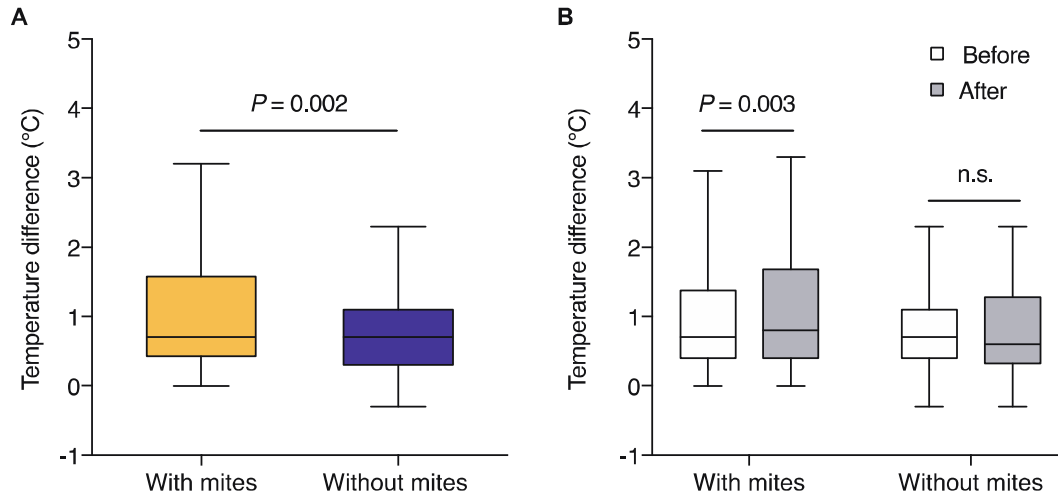 A
Temperature difference (°C)
5
4
3
2
1
0
-1
P = 0.002
With mites
Without mites
B
Temperature difference (°C)
5
4
3
2
1
0
-1
Before
After
P = 0.003
n.s.
With mites
Without mites